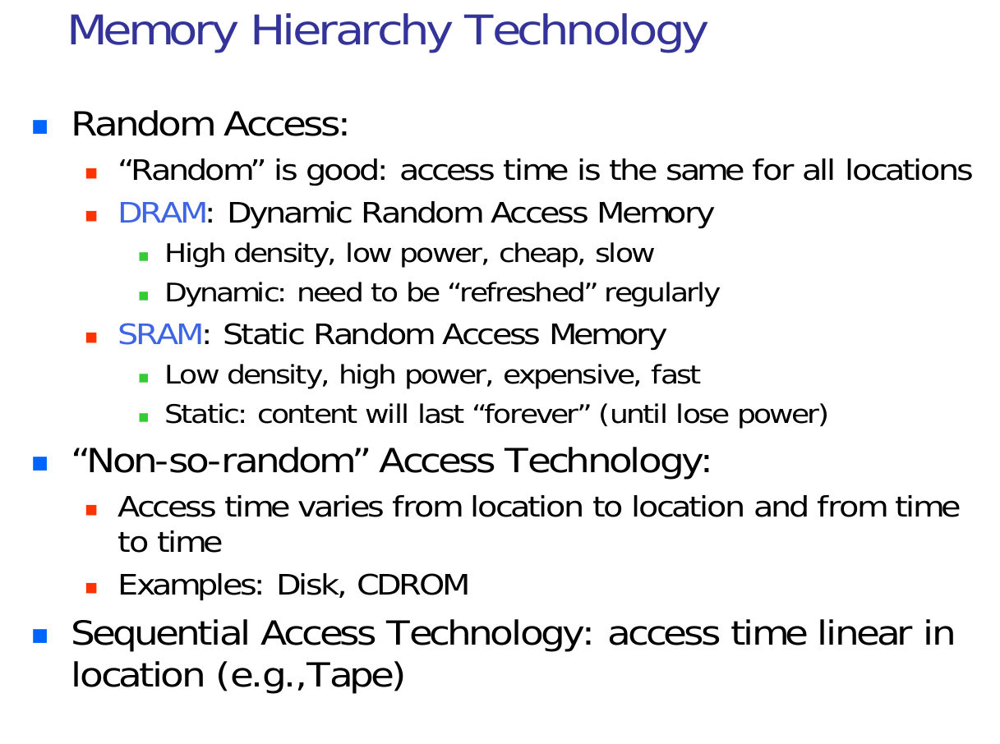 Memory Hierarchy Technology
Random Access:
“Random” is good: access time is the same for all locations
DRAM: Dynamic Random Access Memory
High density, low power, cheap, slow
Dynamic: need to be “refreshed” regularly
SRAM: Static Random Access Memory
Low density, high power, expensive, fast
Static: content will last “forever” (until lose power)
“Non-so-random” Access Technology:
Access time varies from location to location and from time
to time
Examples: Disk, CDROM
Sequential Access Technology: access time linear in
location (e.g.,Tape)